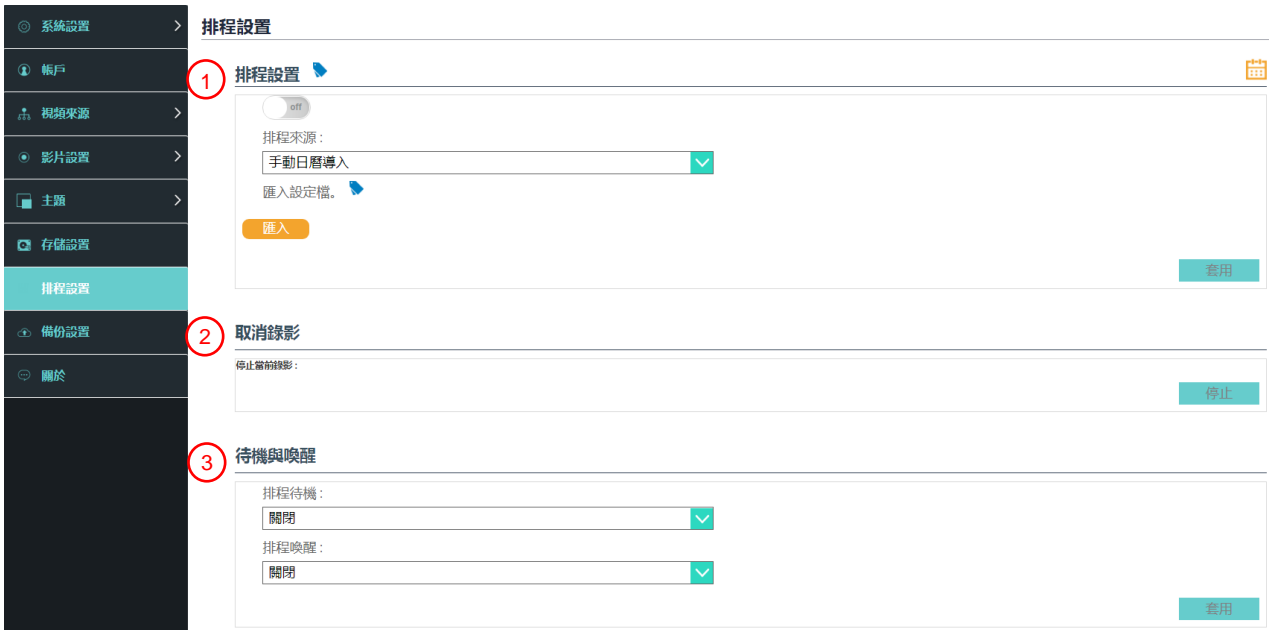 系統設置
帳戶
視頻來源
影片設置
主題
存儲設置
排程設置
備份設置
關於
排程設置
1
排程設置
off
排程來源 :
手動日曆導入
匯入設定檔。
匯入
套用
2
取消錄影
停止當前錄影 :
停止
3
待機與喚醒
排程待機 :
關閉
排程喚醒 :
關閉
套用